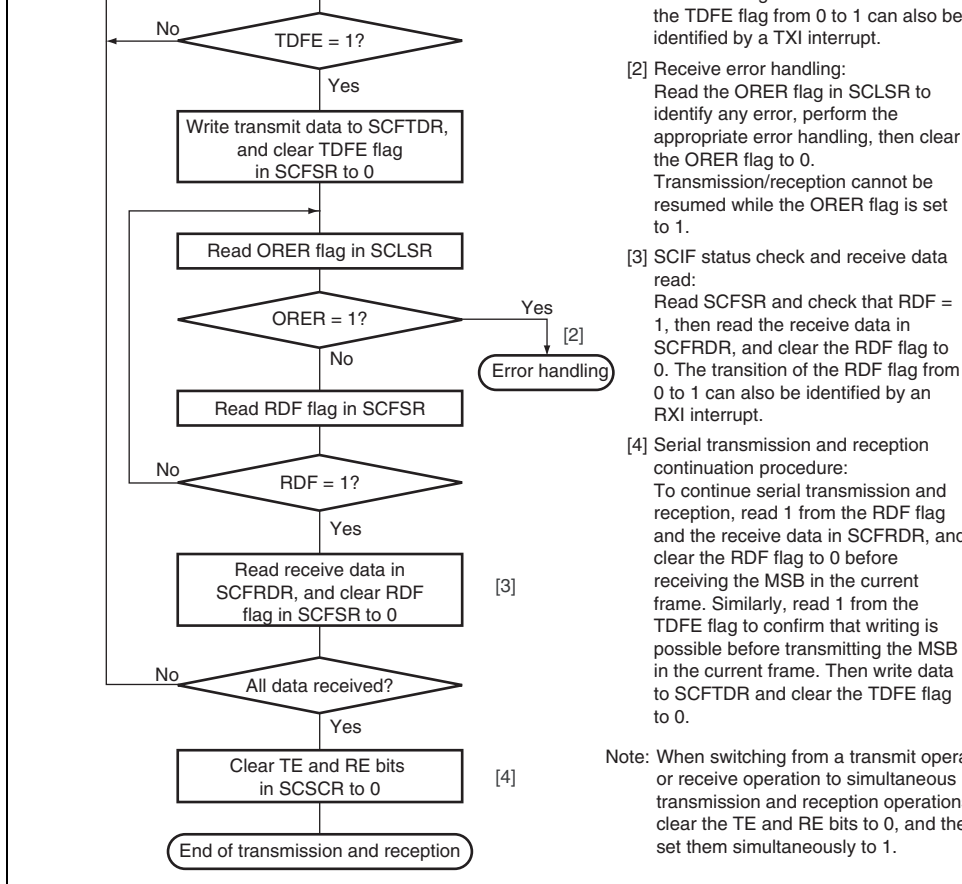 No
TDFE = 1?
Yes
Write transmit data to SCFTDR,
and clear TDFE flag
in SCFSR to 0
Read ORER flag in SCLSR
ORER = 1?
Yes
[2]
No
Error handling
Read RDF flag in SCFSR
No
RDF = 1?
Yes
Read receive data in
SCFRDR, and clear RDF
flag in SCFSR to 0
[3]
No
All data received?
Yes
Clear TE and RE bits
in SCSCR to 0
[4]
End of transmission and reception
the TDFE flag from 0 to 1 can also be
identified by a TXI interrupt.
[2] Receive error handling:
Read the ORER flag in SCLSR to
identify any error, perform the
appropriate error handling, then clear
the ORER flag to 0.
Transmission/reception cannot be
resumed while the ORER flag is set
to 1.
[3] SCIF status check and receive data
read:
Read SCFSR and check that RDF =
1, then read the receive data in
SCFRDR, and clear the RDF flag to
0. The transition of the RDF flag from
0 to 1 can also be identified by an
RXI interrupt.
[4] Serial transmission and reception
continuation procedure:
To continue serial transmission and
reception, read 1 from the RDF flag
and the receive data in SCFRDR, and
clear the RDF flag to 0 before
receiving the MSB in the current
frame. Similarly, read 1 from the
TDFE flag to confirm that writing is
possible before transmitting the MSB
in the current frame. Then write data
to SCFTDR and clear the TDFE flag
to 0.
Note: When switching from a transmit
or receive operation to simultaneous
transmission and reception
clear the TE and RE bits to 0, and
set them simultaneously to 1.